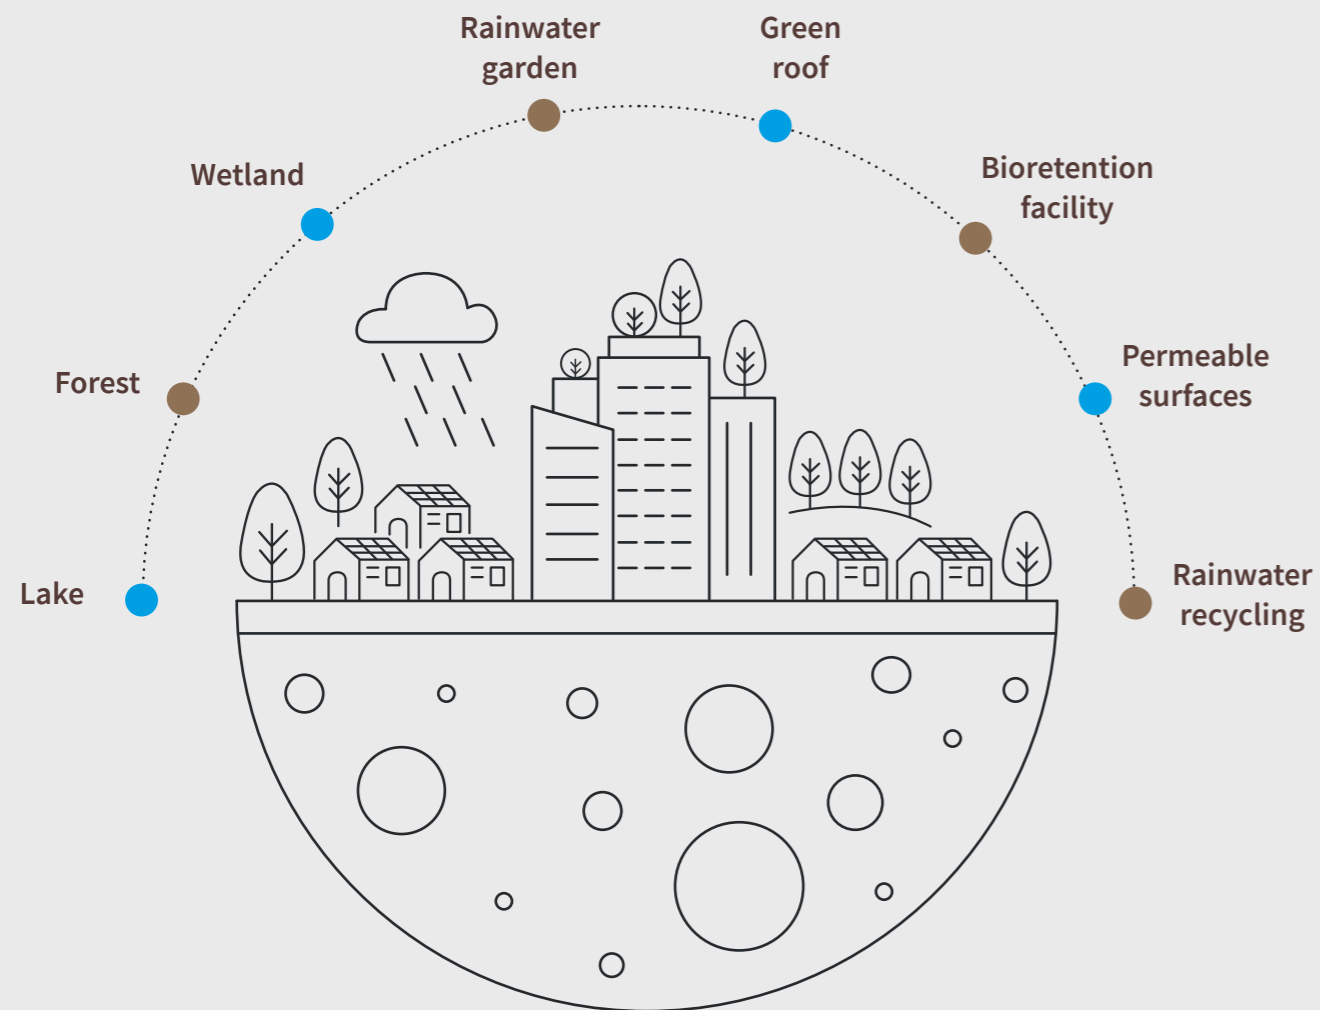 Rainwater
garden
Green
roof
Wetland
Bioretention
facility
Forest
Permeable
surfaces
Lake
Rainwater
recycling